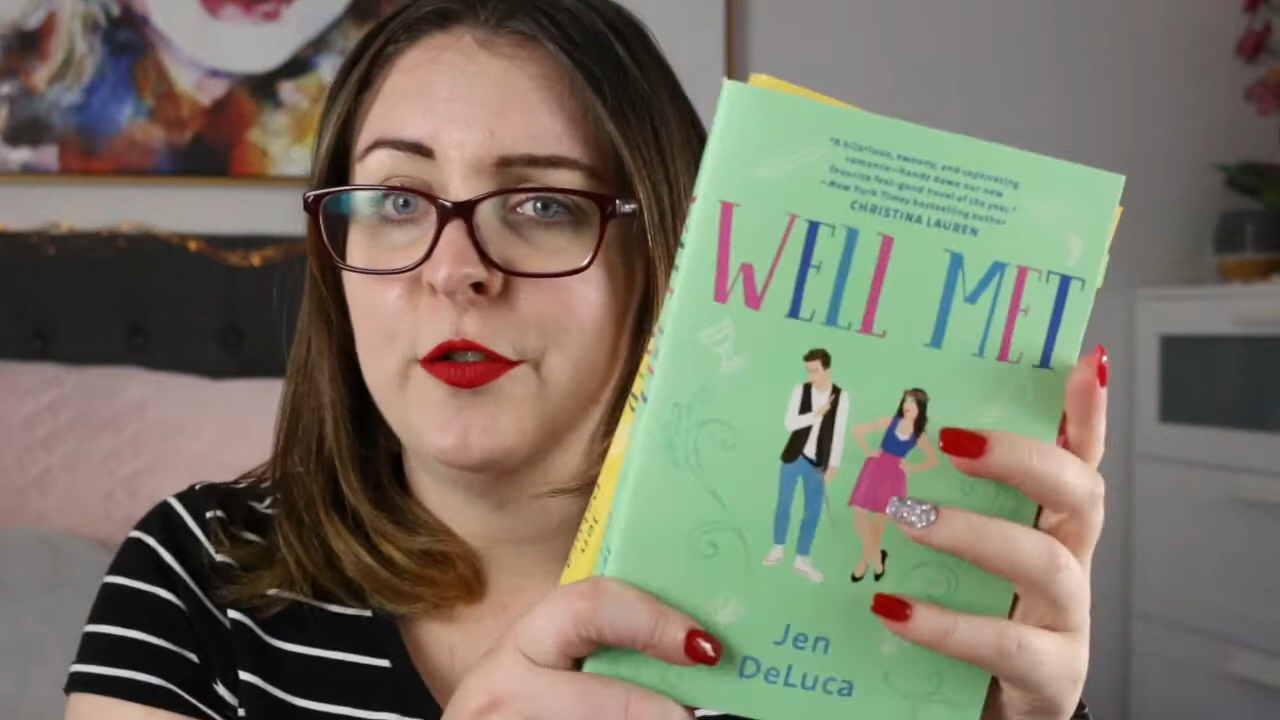 "A hilarious, swoony, and captivating
romance—hands down our new
favorite feel-good novel of the year."
—New York Times bestselling author
CHRISTINA LAUREN
WELL MET
Jen
DeLuca
Jen